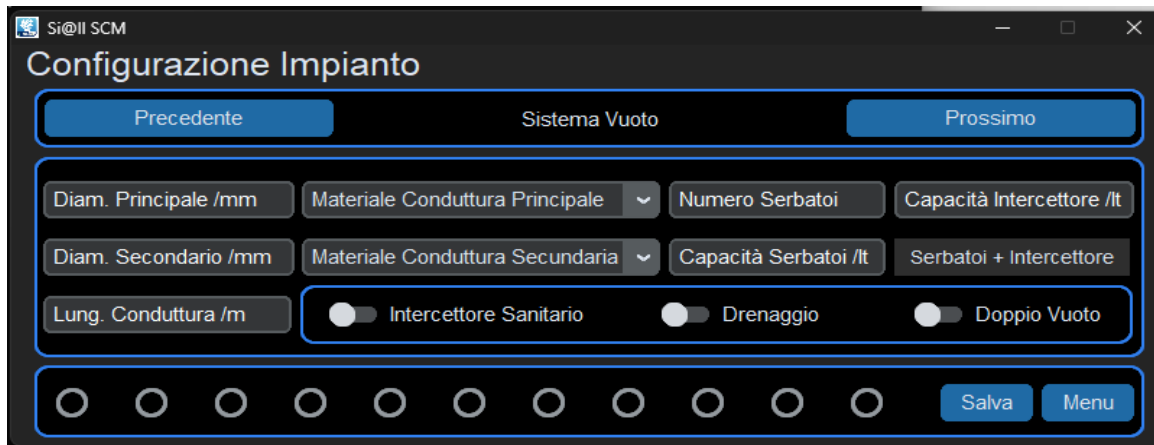 Si@ll SCM
Configurazione Impianto
Precedente Sistema Vuoto Prossimo
Diam. Principale /mm Materiale Conduttura Principale Numero Serbatoi Capacità Intercettore /lt
Diam. Secondario /mm Materiale Conduttura Secundaria Capacità Serbatoi /lt Serbatoi + Intercettore
Lung. Conduttura /m Intercettore Sanitario Drenaggio Doppio Vuoto
Salva Menu